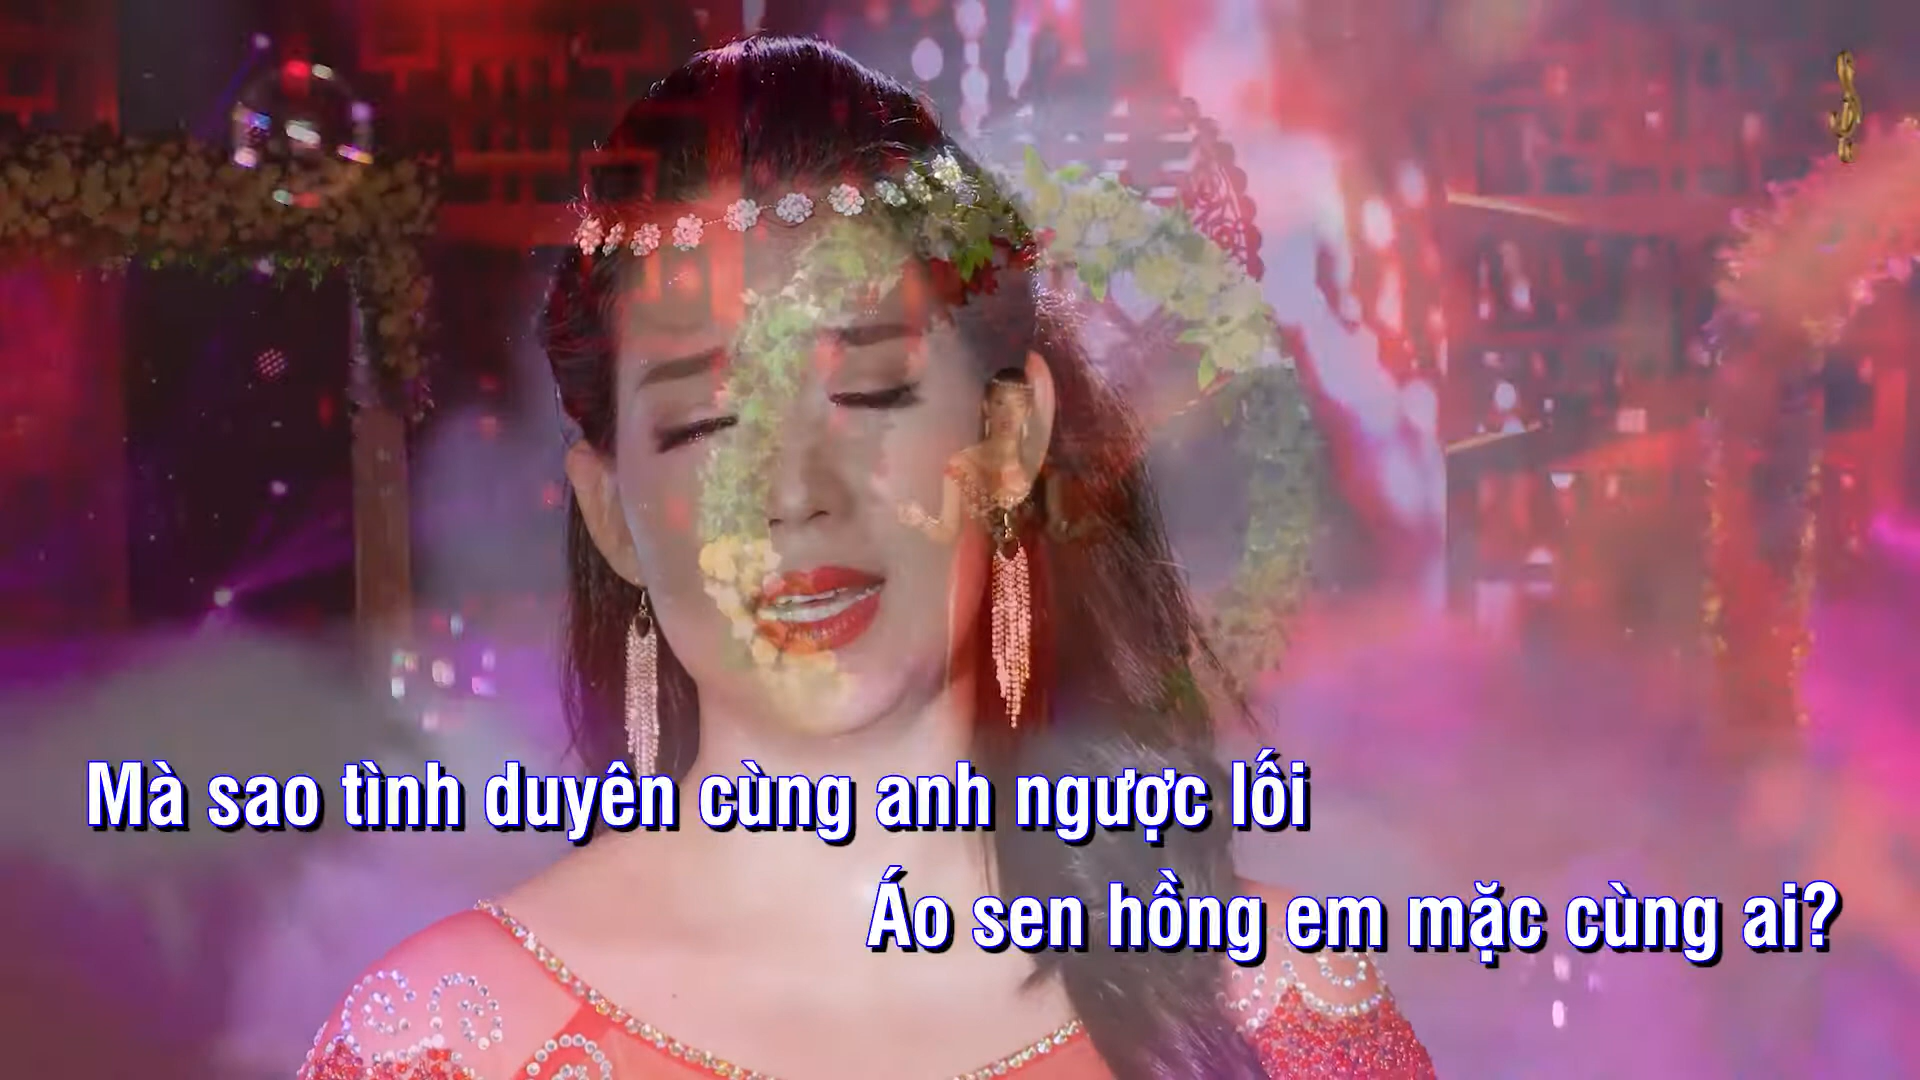 Mà sao tình duyên cùng anh ngược lối
Áo sen hồng em mặc cùng ai?